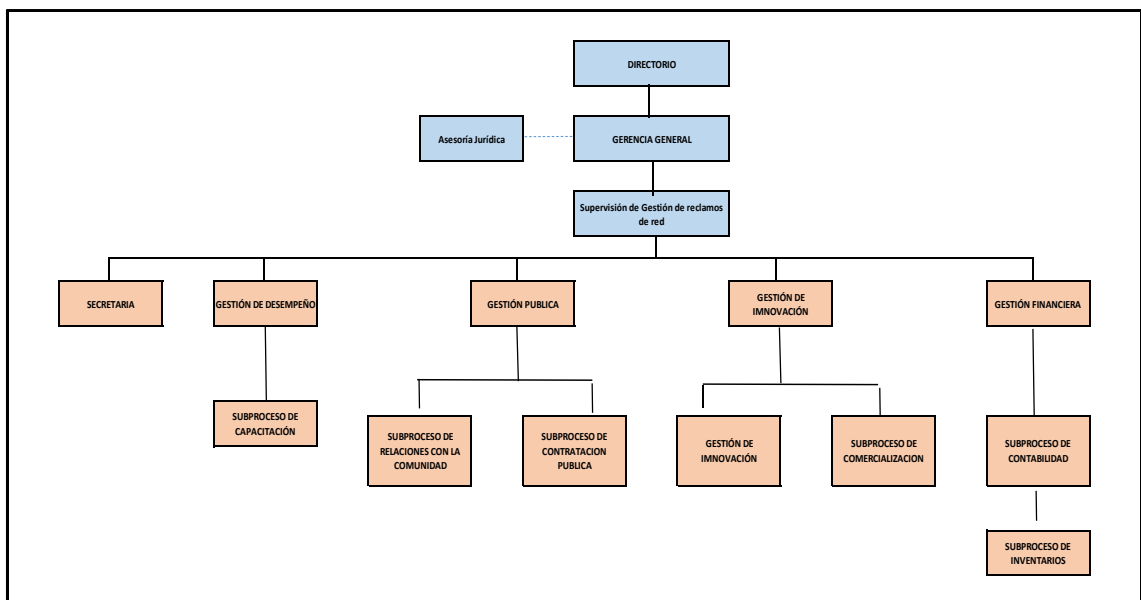 DIRECTORIO
Asesoría Jurídica
GERENCIA GENERAL
Supervisión de Gestión de reclamos
de red
SECRETARIA
GESTIÓN DE DESEMPEÑO
GESTIÓN PUBLICA
GESTIÓN DE
IMNOVACIÓN
GESTIÓN FINANCIERA
SUBPROCESO DE
CAPACITACIÓN
SUBPROCESO DE
RELACIONES CON LA
COMUNIDAD
SUBPROCESO DE
CONTRATACION
PUBLICA
GESTIÓN DE
IMNOVACIÓN
SUBPROCESO DE
COMERCIALIZACION
SUBPROCESO DE
CONTABILIDAD
SUBPROCESO DE
INVENTARIOS